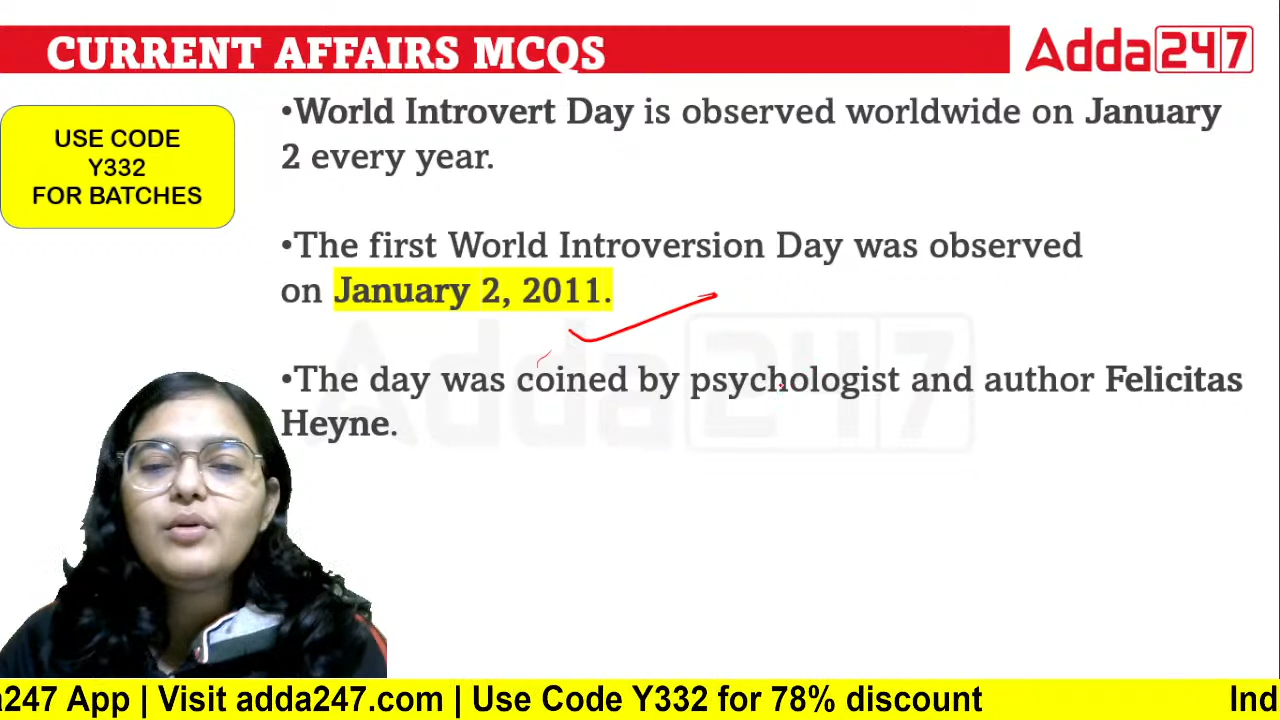 CURRENT AFFAIRS MCQS
Adda247
USE CODE
Y332
FOR BATCHES
•World Introvert Day is observed worldwide on January
2 every year.
•The first World Introversion Day was observed
on January 2, 2011.
•The day was coined by psychologist and author Felicitas
Heyne.
Adda247
a247 App | Visit adda247.com | Use Code Y332 for 78% discount
Ind